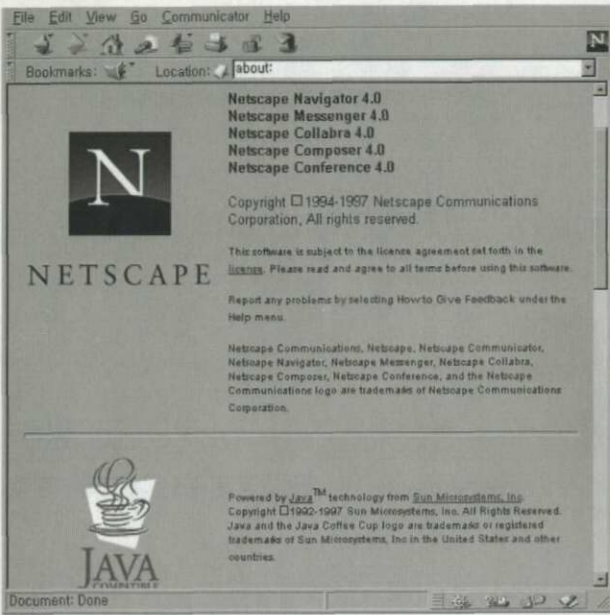 File Edit View Go Communicator Help
N
Bookmarks: Location: about:
Netscape Navigator 4.0
Netscape Messenger 4.0
Netscape Collabra 4.0
Netscape Composer 4.0
Netscape Conference 4.0
N
NETSCAPE
Copyright □1994-1997 Netscape Communications
Corporation, All rights reserved.
This software is subject to the license agreement set forth in the
license. Please read and agree to all terms before using this software.
Report any problems by selecting How to Give Feedback under the
Help menu.
Netscape Communications, Netscape, Netscape Communicator,
Netscape Navigator, Netscape Messenger, Netscape Collabra,
Netscape Composer, Netscape Conference, and the Netscape
Communications logo are trademarks of Netscape Communications
Corporation.
JAVA
COMPATIBLE
Powered by Java™ technology from Sun Microsystems, Inc.
Copyright □1992-1997 Sun Microsystems, Inc. All Rights Reserved.
Java and the Java Coffee Cup logo are trademarks or registered
trademarks of Sun Microsystems, Inc in the United States and other
countries.
Document: Done